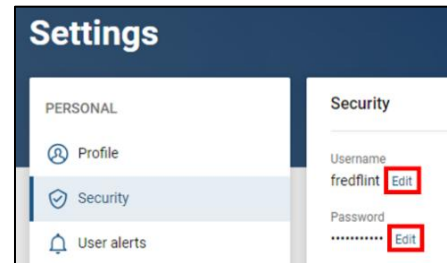 Settings
PERSONAL
Profile
Security
User alerts
Security
Username
fredflint Edit
Password
••••••••••• Edit